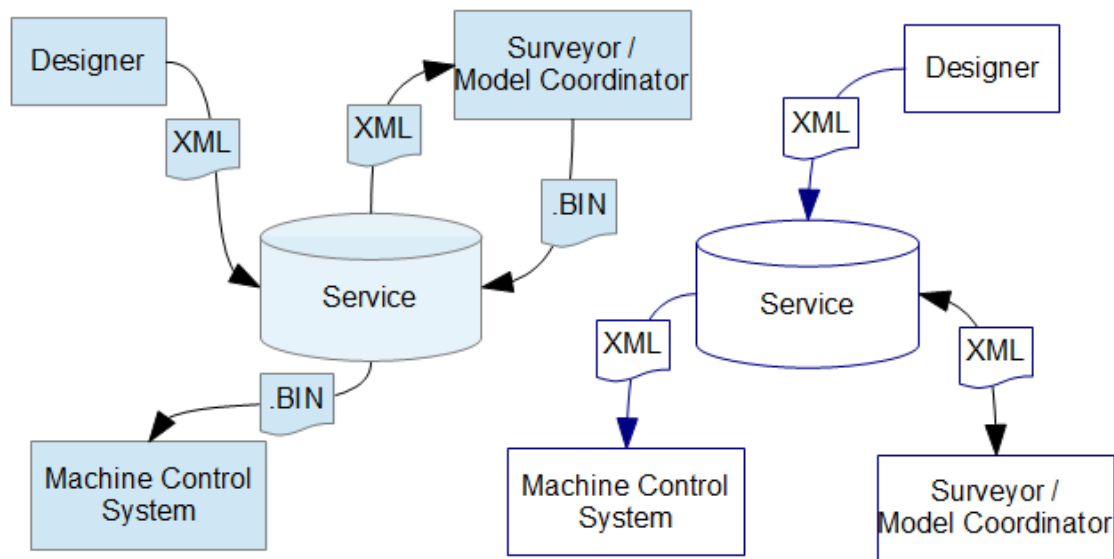 Designer
XML
XML
Surveyor /
Model Coordinator
.BIN
Service
.BIN
Machine Control
System
Designer
XML
Service
XML
XML
Machine Control
System
Surveyor /
Model Coordinator